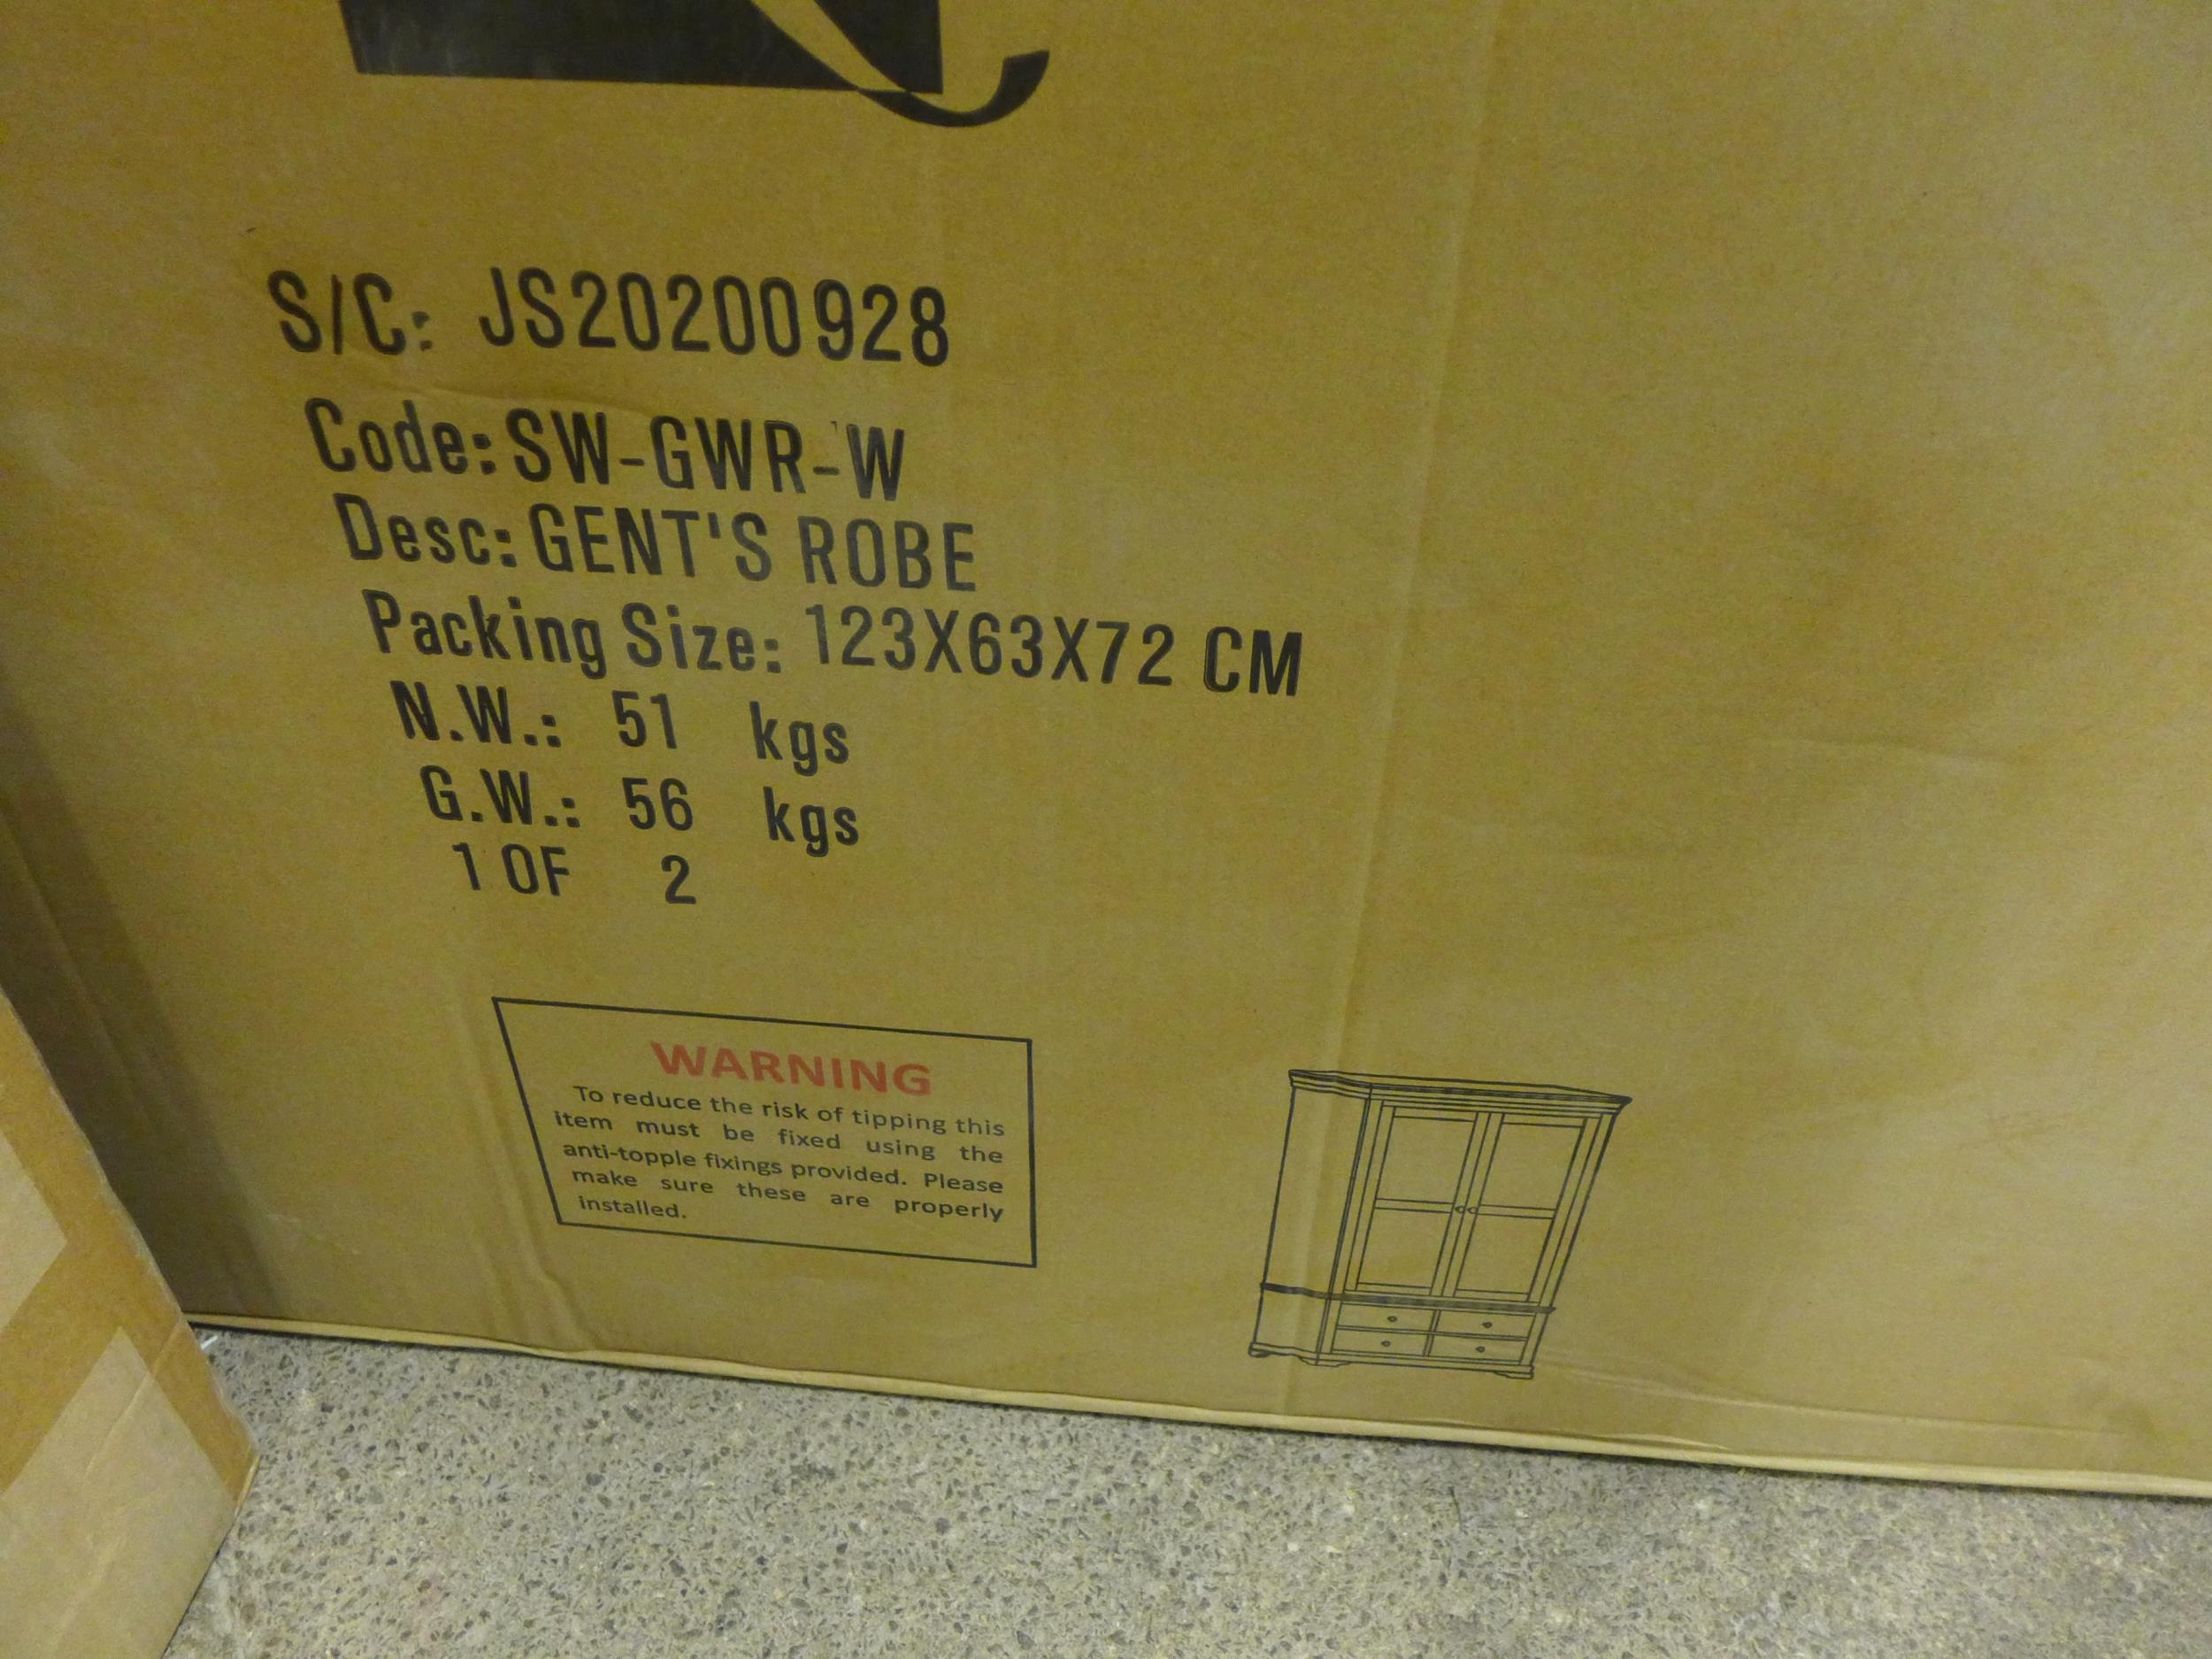 S/C: JS20200928
Code: SW-GWR-W
Desc: GENT'S ROBE
Packing Size: 123X63X72 CM
N.W.: 51 kgs
G.W.: 56 kgs
1 OF 2
WARNING
To reduce the risk of tipping this
item must be fixed using the
anti-topple fixings provided. Please
make sure these are properly
installed.